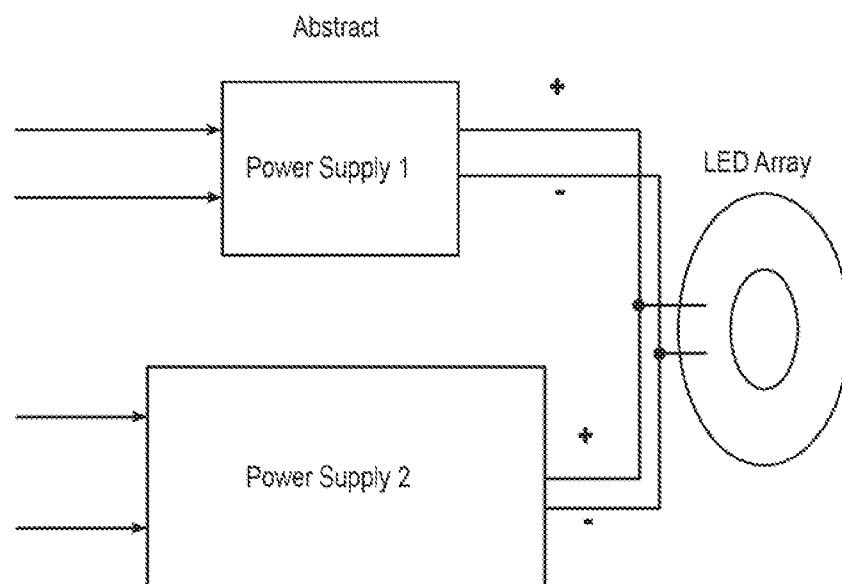 Abstract
+
Power Supply 1
-
LED Array
+
Power Supply 2
-